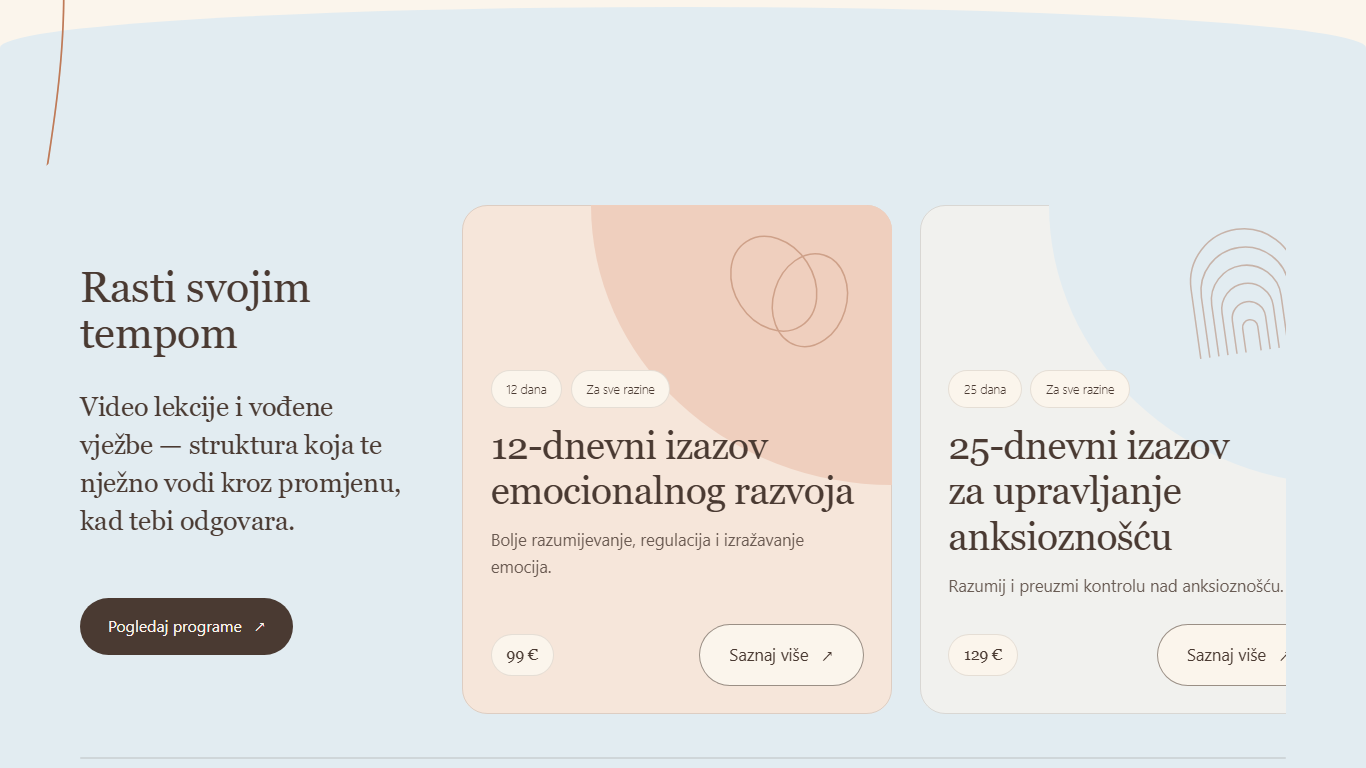 Rasti svojim
tempom
Video lekcije i vođene
vježbe — struktura koja te
nježno vodi kroz promjenu,
kad tebi odgovara.
Pogledaj programe ↗
12 dana
Za sve razine
12-dnevni izazov
emocionalnog razvoja
Bolje razumijevanje, regulacija i izražavanje
emocija.
99 €
Saznaj više ↗
25 dana
Za sve razine
25-dnevni izazov
za upravljanje
anksioznošću
Razumij i preuzmi kontrolu nad anksioznošću.
129 €
Saznaj više ↗